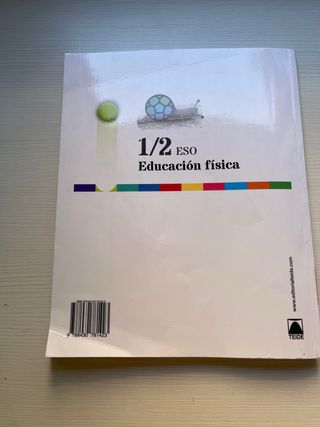 1/2 ESO
Educación física
www.editorialteide.com
TEIDE